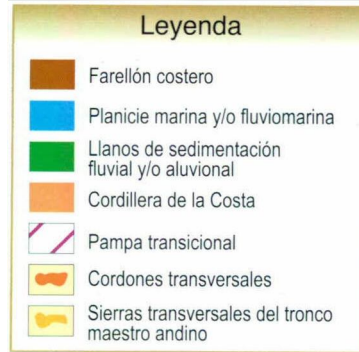 Leyenda
Farellón costero
Planicie marina y/o fluviomarina
Llanos de sedimentación
fluvial y/o aluvional
Cordillera de la Costa
Pampa transicional
Cordones transversales
Sierras transversales del tronco
maestro andino